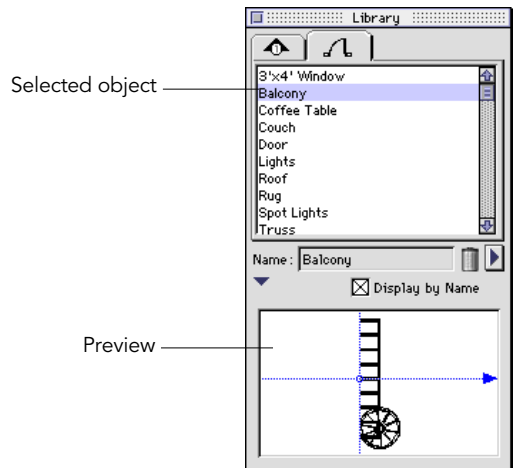 Library
1
3'x4' Window
Selected object
Balcony
Coffee Table
Couch
Door
Lights
Roof
Rug
Spot Lights
Truss
Name: Balcony
Display by Name
Preview